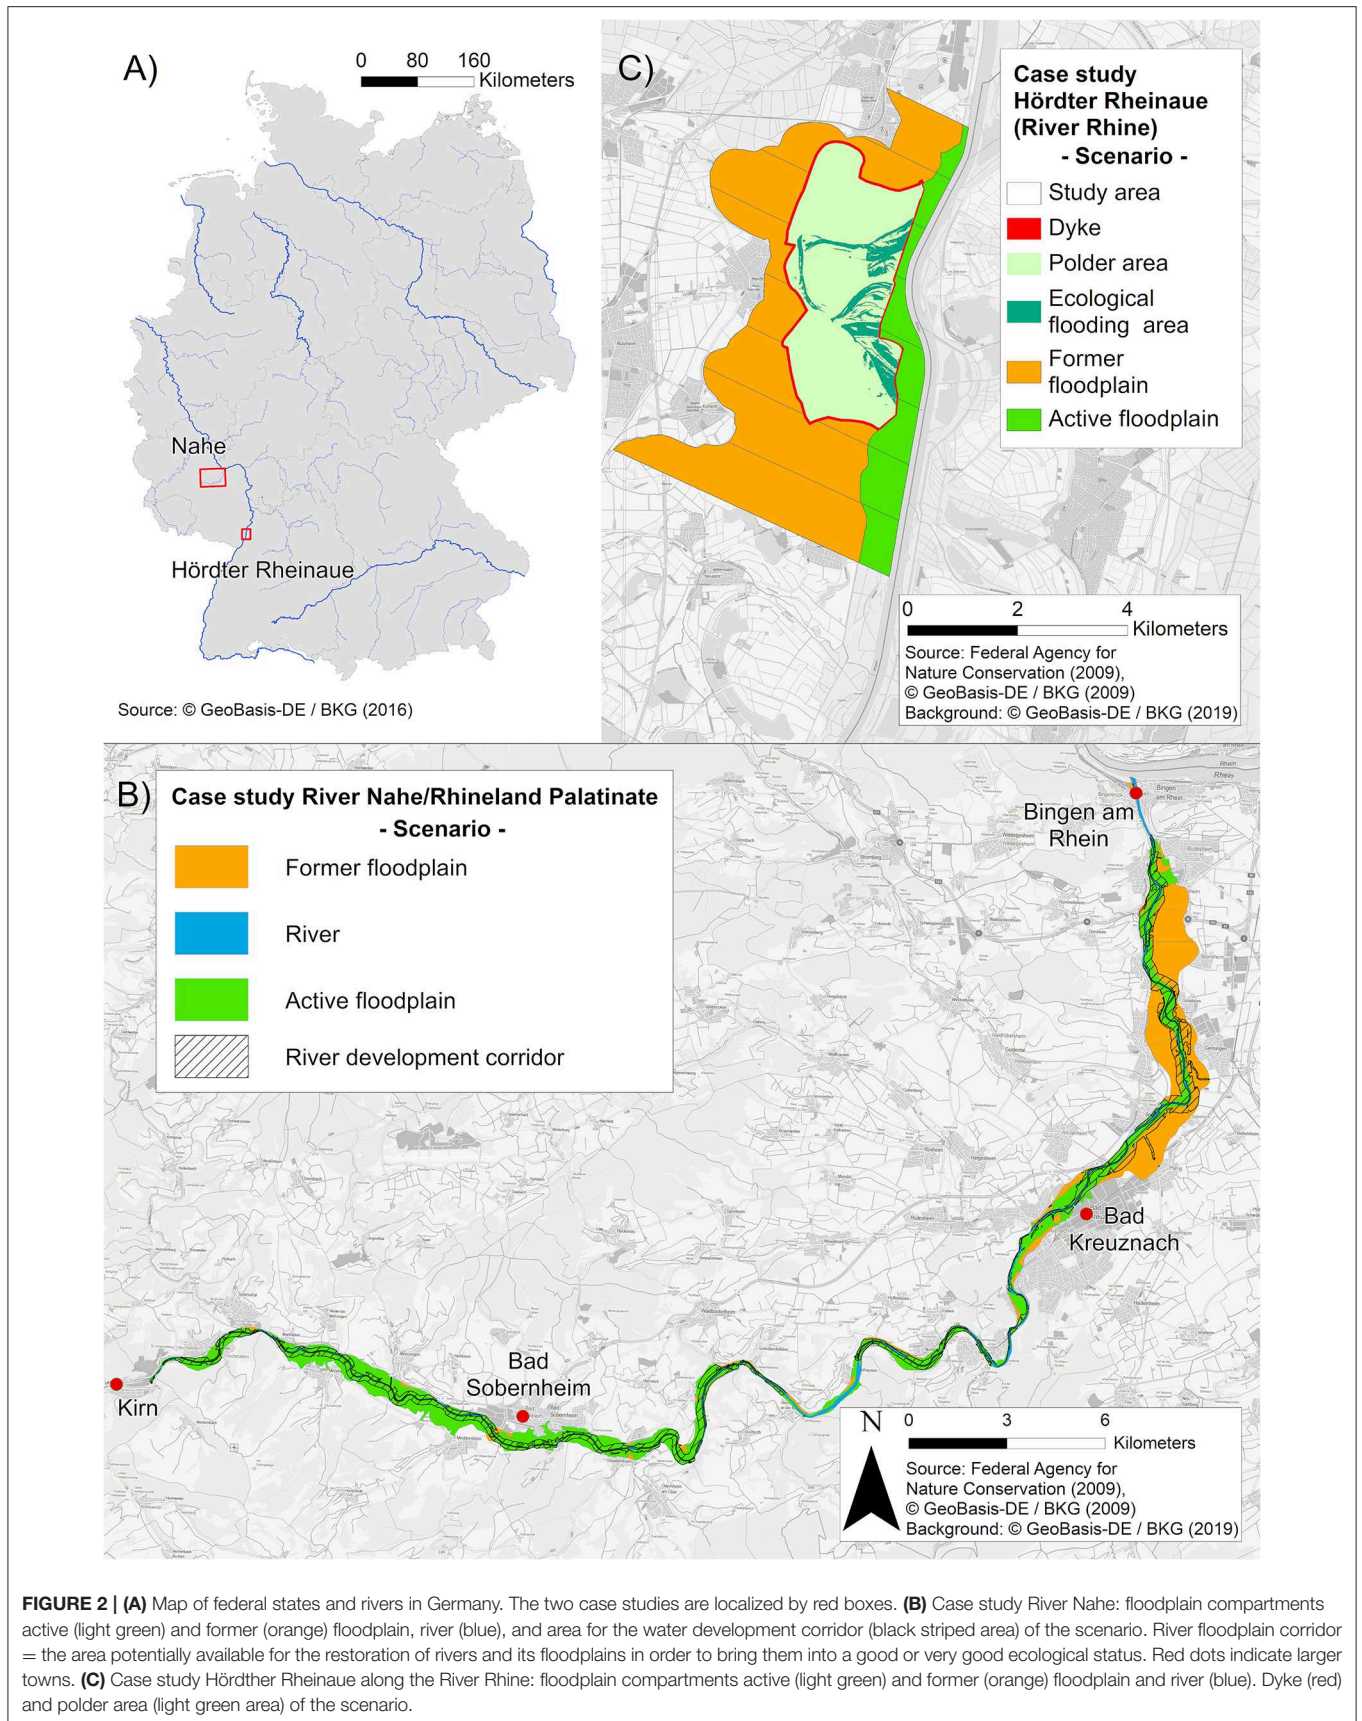 A)
0 80 160
Kilometers
Nahe
Hördter Rheinaue
Source: © GeoBasis-DE / BKG (2016)
C)
Case study
Hördter Rheinaue
(River Rhine)
- Scenario -
Study area
Dyke
Polder area
Ecological
flooding area
Former
floodplain
Active floodplain
0 2 4
Kilometers
Source: Federal Agency for
Nature Conservation (2009),
© GeoBasis-DE / BKG (2009)
Background: © GeoBasis-DE / BKG (2019)
B)
Case study River Nahe/Rhineland Palatinate
- Scenario -
Former floodplain
River
Active floodplain
River development corridor
Rhein
Rhein
Bingen
am Rhein
Bingen am
Rhein
Bad
Kreuznach
Bad
Sobernheim
Kirn
N
0 3 6
Kilometers
Source: Federal Agency for
Nature Conservation (2009),
© GeoBasis-DE / BKG (2009)
Background: © GeoBasis-DE / BKG (2019)
FIGURE 2 | (A) Map of federal states and rivers in Germany. The two case studies are localized by red boxes. (B) Case study River Nahe: floodplain compartments
active (light green) and former (orange) floodplain, river (blue), and area for the water development corridor (black striped area) of the scenario. River floodplain corridor
= the area potentially available for the restoration of rivers and its floodplains in order to bring them into a good or very good ecological status. Red dots indicate larger
towns. (C) Case study Hördther Rheinaue along the River Rhine: floodplain compartments active (light green) and former (orange) floodplain and river (blue). Dyke (red)
and polder area (light green area) of the scenario.